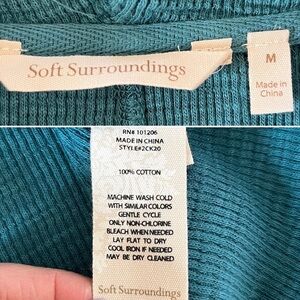 Soft Surroundings
M
Made in
China
RN# 101206
MADE IN CHINA
STYLE#2CK20
100% COTTON
MACHINE WASH COLD
WITH SIMILAR COLORS
GENTLE CYCLE
ONLY NON-CHLORINE
BLEACH WHEN NEEDED
LAY FLAT TO DRY
COOL IRON IF NEEDED
MAY BE DRY CLEANED
Soft Surroundings